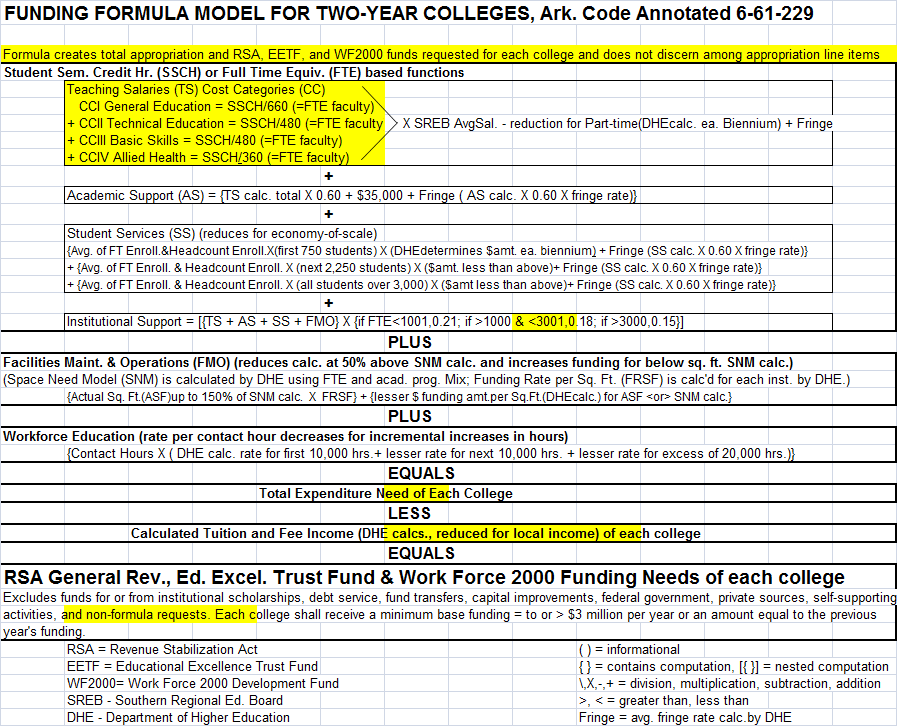 FUNDING FORMULA MODEL FOR TWO-YEAR COLLEGES, Ark. Code Annotated 6-61-229
Formula creates total appropriation and RSA, EETF, and WF2000 funds requested for each college and does not discern among appropriation line items
Student Sem. Credit Hr. (SSCH) or Full Time Equiv. (FTE) based functions
Teaching Salaries (TS) Cost Categories (CC)
CCI General Education = SSCH/660 (=FTE faculty)
+ CCII Technical Education = SSCH/480 (=FTE faculty X SREB AvgSal. - reduction for Part-time(DHEcalc. ea. Biennium) + Fringe
+ CCIII Basic Skills = SSCH/480 (=FTE faculty)
+ CCIV Allied Health = SSCH/360 (=FTE faculty)
+
Academic Support (AS) = {TS calc. total X 0.60 + $35,000 + Fringe ( AS calc. X 0.60 X fringe rate)}
+
Student Services (SS) (reduces for economy-of-scale)
{Avg. of FT Enroll.&Headcount Enroll.X(first 750 students) X (DHEdetermines $amt. ea. biennium) + Fringe (SS calc. X 0.60 X fringe rate)}
+ {Avg. of FT Enroll. & Headcount Enroll. X (next 2,250 students) X ($amt. less than above)+ Fringe (SS calc. X 0.60 X fringe rate)}
+ {Avg. of FT Enroll. & Headcount Enroll. X (all students over 3,000) X ($amt less than above)+ Fringe (SS calc. X 0.60 X fringe rate)}
+
Institutional Support = [{TS + AS + SS + FMO} X {if FTE<1001,0.21; if >1000 & <3001,0.18; if >3000,0.15}]
PLUS
Facilities Maint. & Operations (FMO) (reduces calc. at 50% above SNM calc. and increases funding for below sq. ft. SNM calc.)
(Space Need Model (SNM) is calculated by DHE using FTE and acad. prog. Mix; Funding Rate per Sq. Ft. (FRSF) is calc'd for each inst. by DHE.)
{Actual Sq. Ft.(ASF)up to 150% of SNM calc. X FRSF} + {lesser $ funding amt.per Sq.Ft.(DHEcalc.) for ASF <or> SNM calc.}
PLUS
Workforce Education (rate per contact hour decreases for incremental increases in hours)
{Contact Hours X ( DHE calc. rate for first 10,000 hrs.+ lesser rate for next 10,000 hrs. + lesser rate for excess of 20,000 hrs.)}
EQUALS
Total Expenditure Need of Each College
LESS
Calculated Tuition and Fee Income (DHE calcs., reduced for local income) of each college
EQUALS
RSA General Rev., Ed. Excel. Trust Fund & Work Force 2000 Funding Needs of each college
Excludes funds for or from institutional scholarships, debt service, fund transfers, capital improvements, federal government, private sources, self-supporting
activities, and non-formula requests. Each college shall receive a minimum base funding = to or > $3 million per year or an amount equal to the previous
year's funding.
RSA = Revenue Stabilization Act
EETF = Educational Excellence Trust Fund
WF2000= Work Force 2000 Development Fund
SREB - Southern Regional Ed. Board
DHE - Department of Higher Education
( ) = informational
{ } = contains computation, [{ }] = nested computation
\,X,-,+ = division, multiplication, subtraction, addition
>, < = greater than, less than
Fringe = avg. fringe rate calc.by DHE